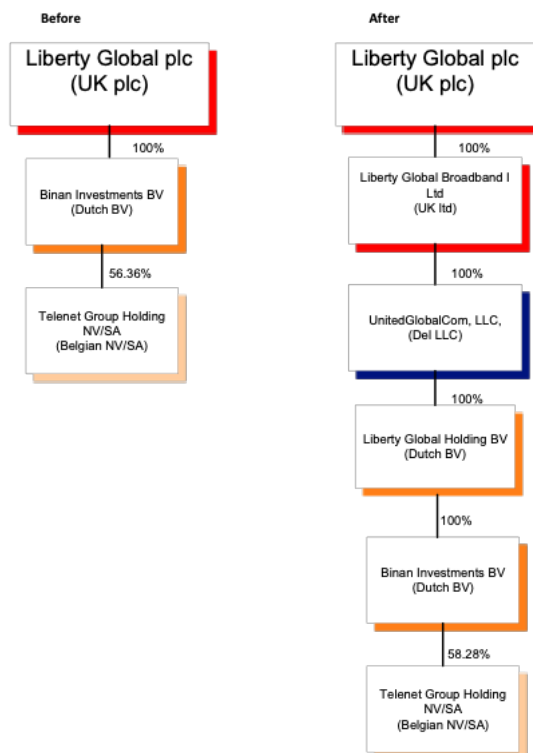 Before
Liberty Global plc
(UK plc)
100%
Binan Investments BV
(Dutch BV)
56.36%
Telenet Group Holding
NV/SA
(Belgian NV/SA)
After
Liberty Global plc
(UK plc)
100%
Liberty Global Broadband I
Ltd
(UK ltd)
100%
UnitedGlobalCom, LLC,
(Del LLC)
100%
Liberty Global Holding BV
(Dutch BV)
100%
Binan Investments BV
(Dutch BV)
58.28%
Telenet Group Holding
NV/SA
(Belgian NV/SA)